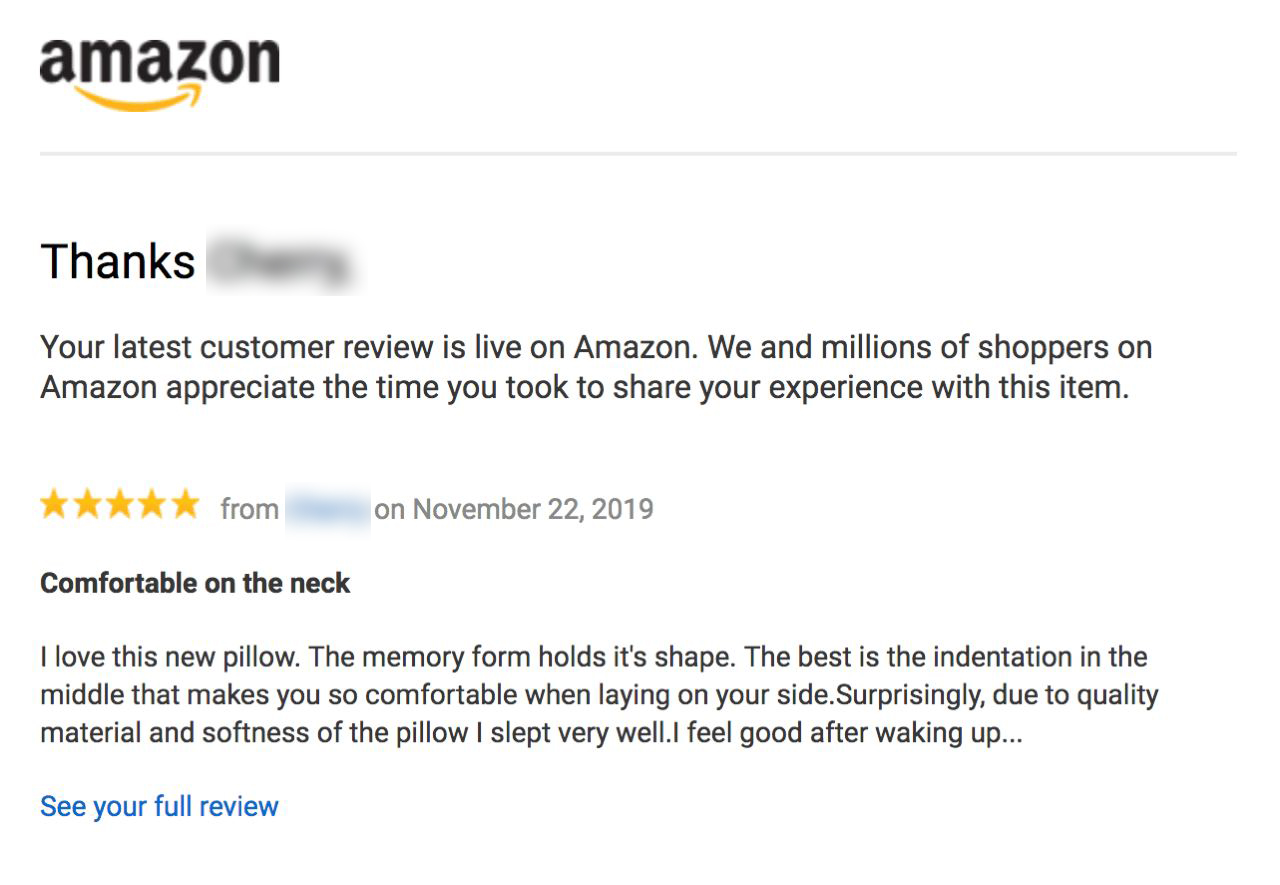 amazon
Thanks
Your latest customer review is live on Amazon. We and millions of shoppers on
Amazon appreciate the time you took to share your experience with this item.
from on November 22, 2019
Comfortable on the neck
I love this new pillow. The memory form holds it's shape. The best is the indentation in the
middle that makes you so comfortable when laying on your side.Surprisingly, due to quality
material and softness of the pillow I slept very well.I feel good after waking up...
See your full review